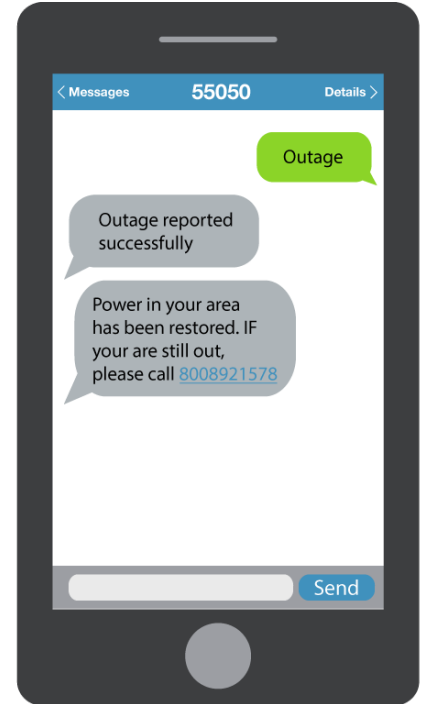 Messages
55050
Details
Outage
Outage reported
successfully
Power in your area
has been restored. IF
your are still out,
please call 8008921578
Send